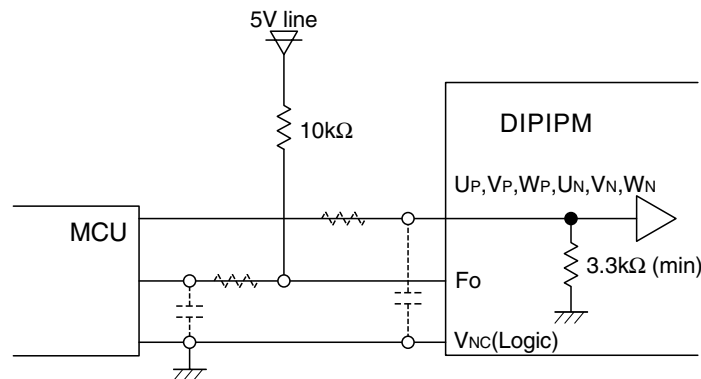 5V line
10kΩ
DIPIPM
UP,VP,WP,UN,VN,WN
MCU
3.3kΩ (min)
Fo
VNC(Logic)